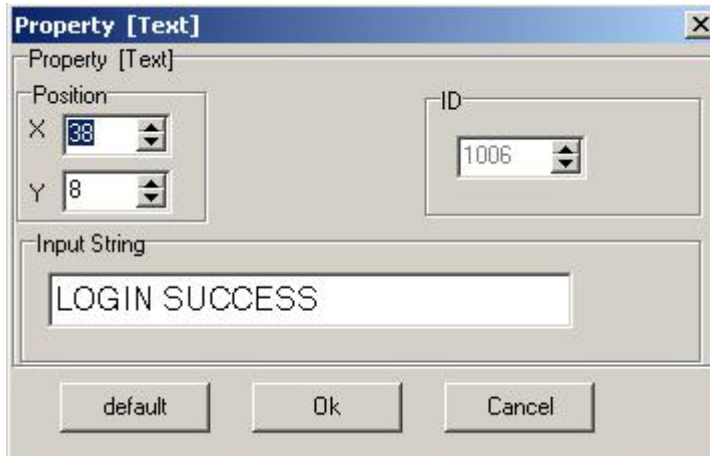 Property [Text]
Property [Text]
Position
ID
X 38
1006
Y 8
Input String
LOGIN SUCCESS
default Ok Cancel